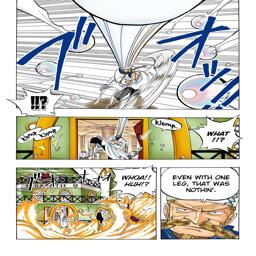 ブオッ
!!?
Klomp..
Klomp..
Klomp..
WHAT
!!?
WHOA!!
HUH!?
EVEN WITH ONE
LEG, THAT WAS
NOTHIN'.